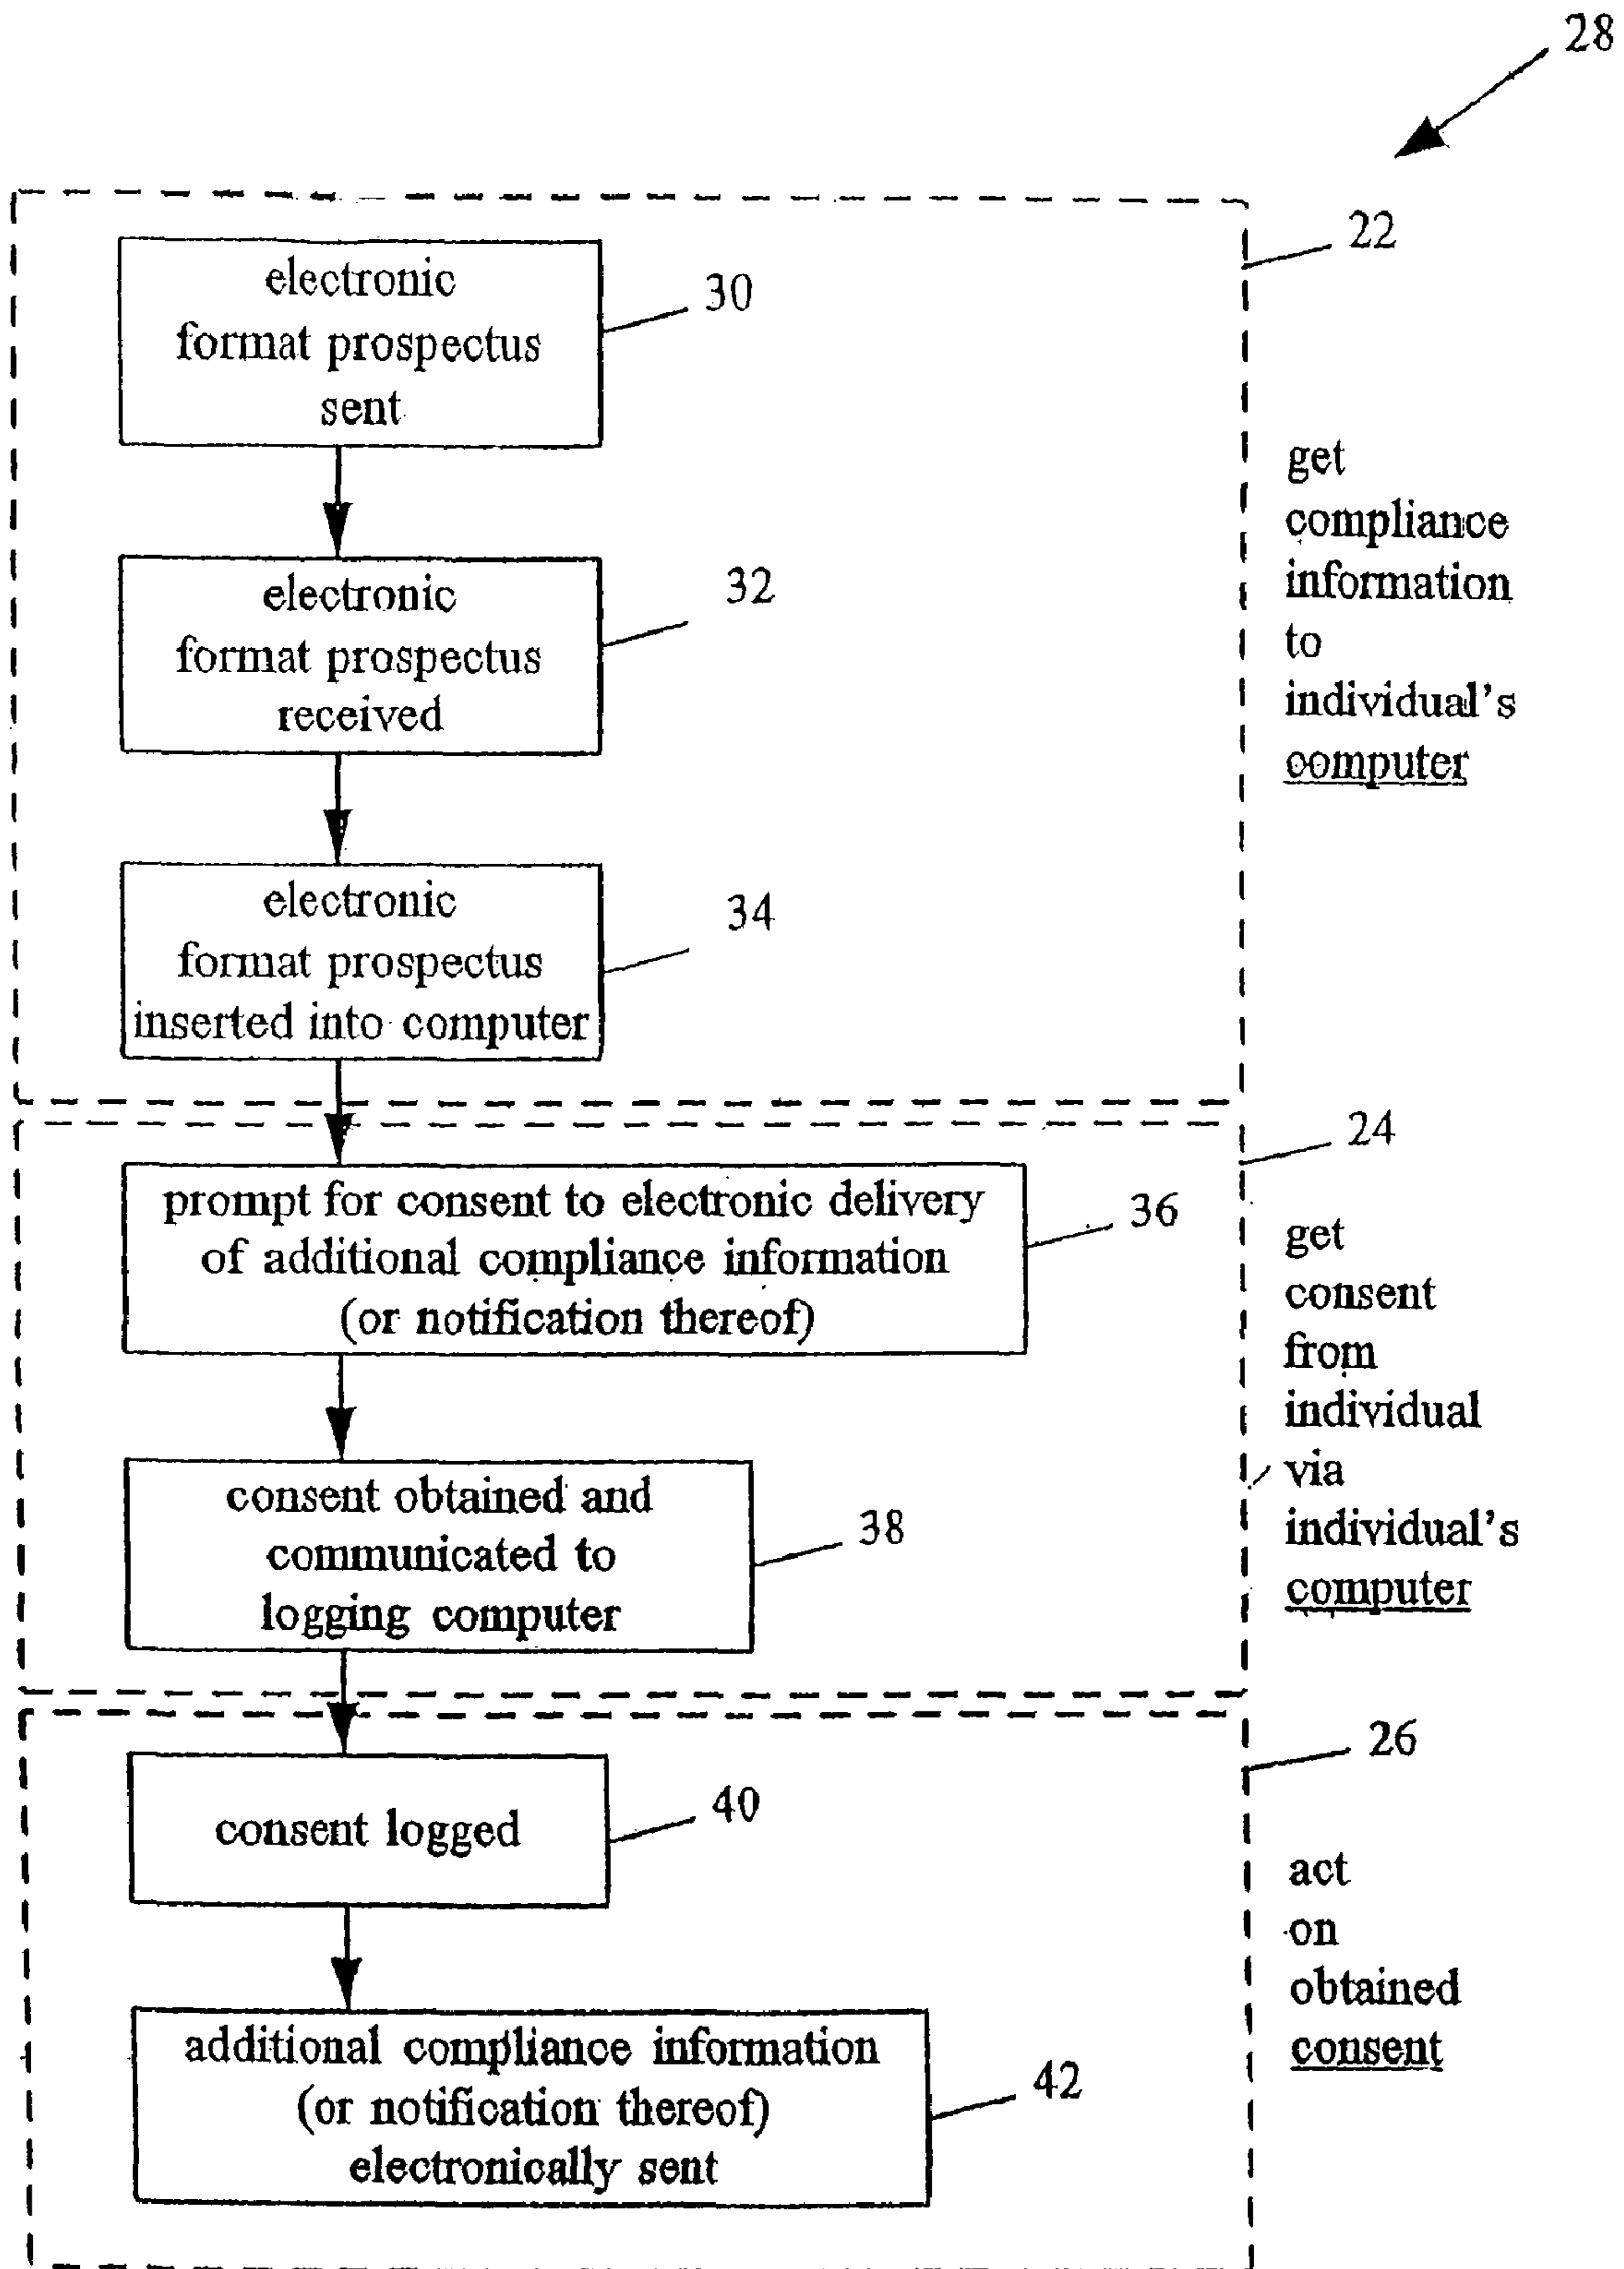 28
22
electronic
format prospectus
sent
30
get
compliance
information
to
individual's
computer
electronic
format prospectus
received
32
electronic
format prospectus
inserted into computer
34
24
prompt for consent to electronic delivery
of additional compliance information
(or notification thereof)
36
get
consent
from
individual
via
individual's
computer
consent obtained and
communicated to
logging computer
38
26
consent logged
40
act
on
obtained
consent
additional compliance information
(or notification thereof)
electronically sent
42